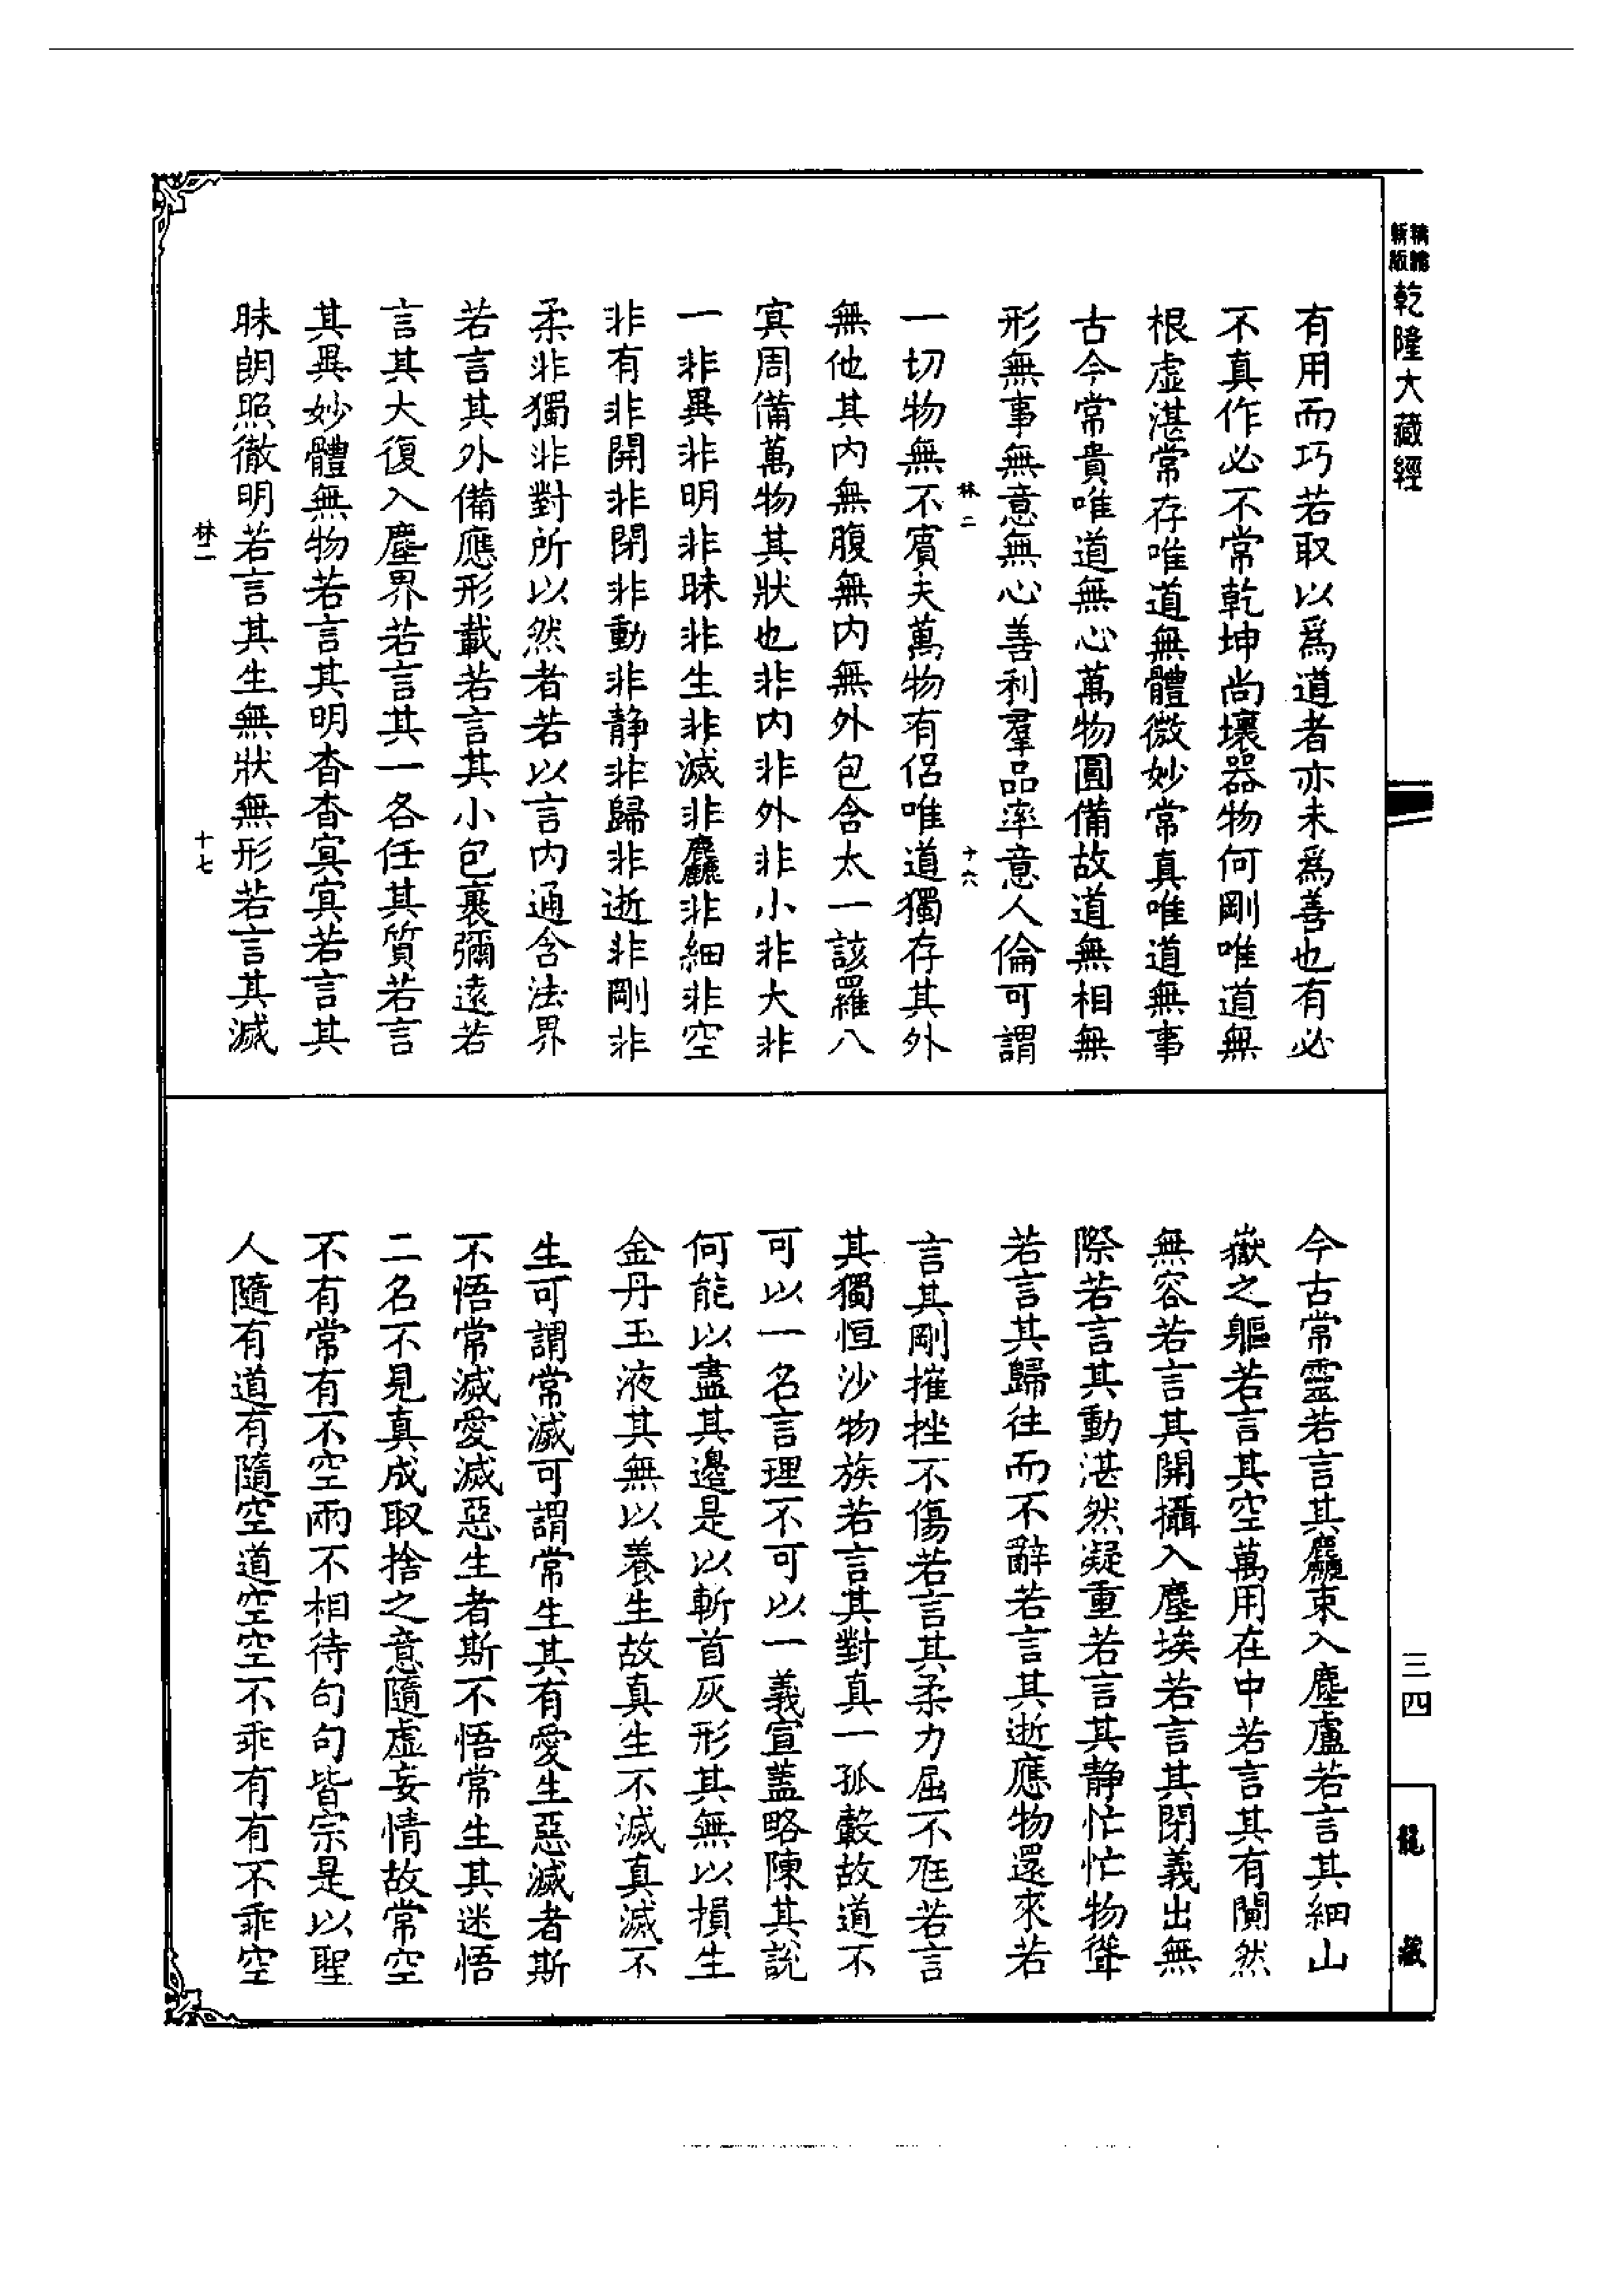 精縮
新版
乾隆大藏經
有用而巧若取以為道者亦未為善也有必
不真作必不常乾坤尚壞器物何剛唯道無
根虛湛常存唯道無體微妙常真唯道無事
古今常貴唯道無心萬物圓備故道無相無
形無事無意無心善利羣品率意人倫可謂
林二
十六
一切物無不賓夫萬物有侶唯道獨存其外
無他其內無腹無內無外包含太一該羅八
寘周備萬物其狀也非內非外非小非大非
一非異非明非昧非生非滅非麤非細非空
非有非開非閉非動非靜非歸非逝非剛非
柔非獨非對所以然者若以言內通含法界
若言其外備應形載若言其小包裹彌遠若
言其大復入塵界若言其一各任其質若言
其異妙體無物若言其明杳杳寘寘若言其
昧朗照徹明若言其生無狀無形若言其滅
林二
十七
今古常靈若言其麤束入塵盧若言其細山
嶽之軀若言其空萬用在中若言其有闃然
無容若言其開攝入塵埃若言其閉義出無
際若言其動湛然凝重若言其靜忙忙物聳
若言其歸往而不辭若言其逝應物還來若
言其剛摧挫不傷若言其柔力屈不尫若言
其獨恒沙物族若言其對真一孤轂故道不
可以一名言理不可以一義宣蓋略陳其說
何能以盡其邊是以斬首灰形其無以損生
金丹玉液其無以養生故真生不滅真滅不
生可謂常滅可謂常生其有愛生惡滅者斯
不悟常滅愛滅惡生者斯不悟常生其迷悟
二名不見真成取捨之意隨虛妄情故常空
不有常有不空兩不相待句句皆宗是以聖
人隨有道有隨空道空空不乖有有不乖空
三四
龍藏